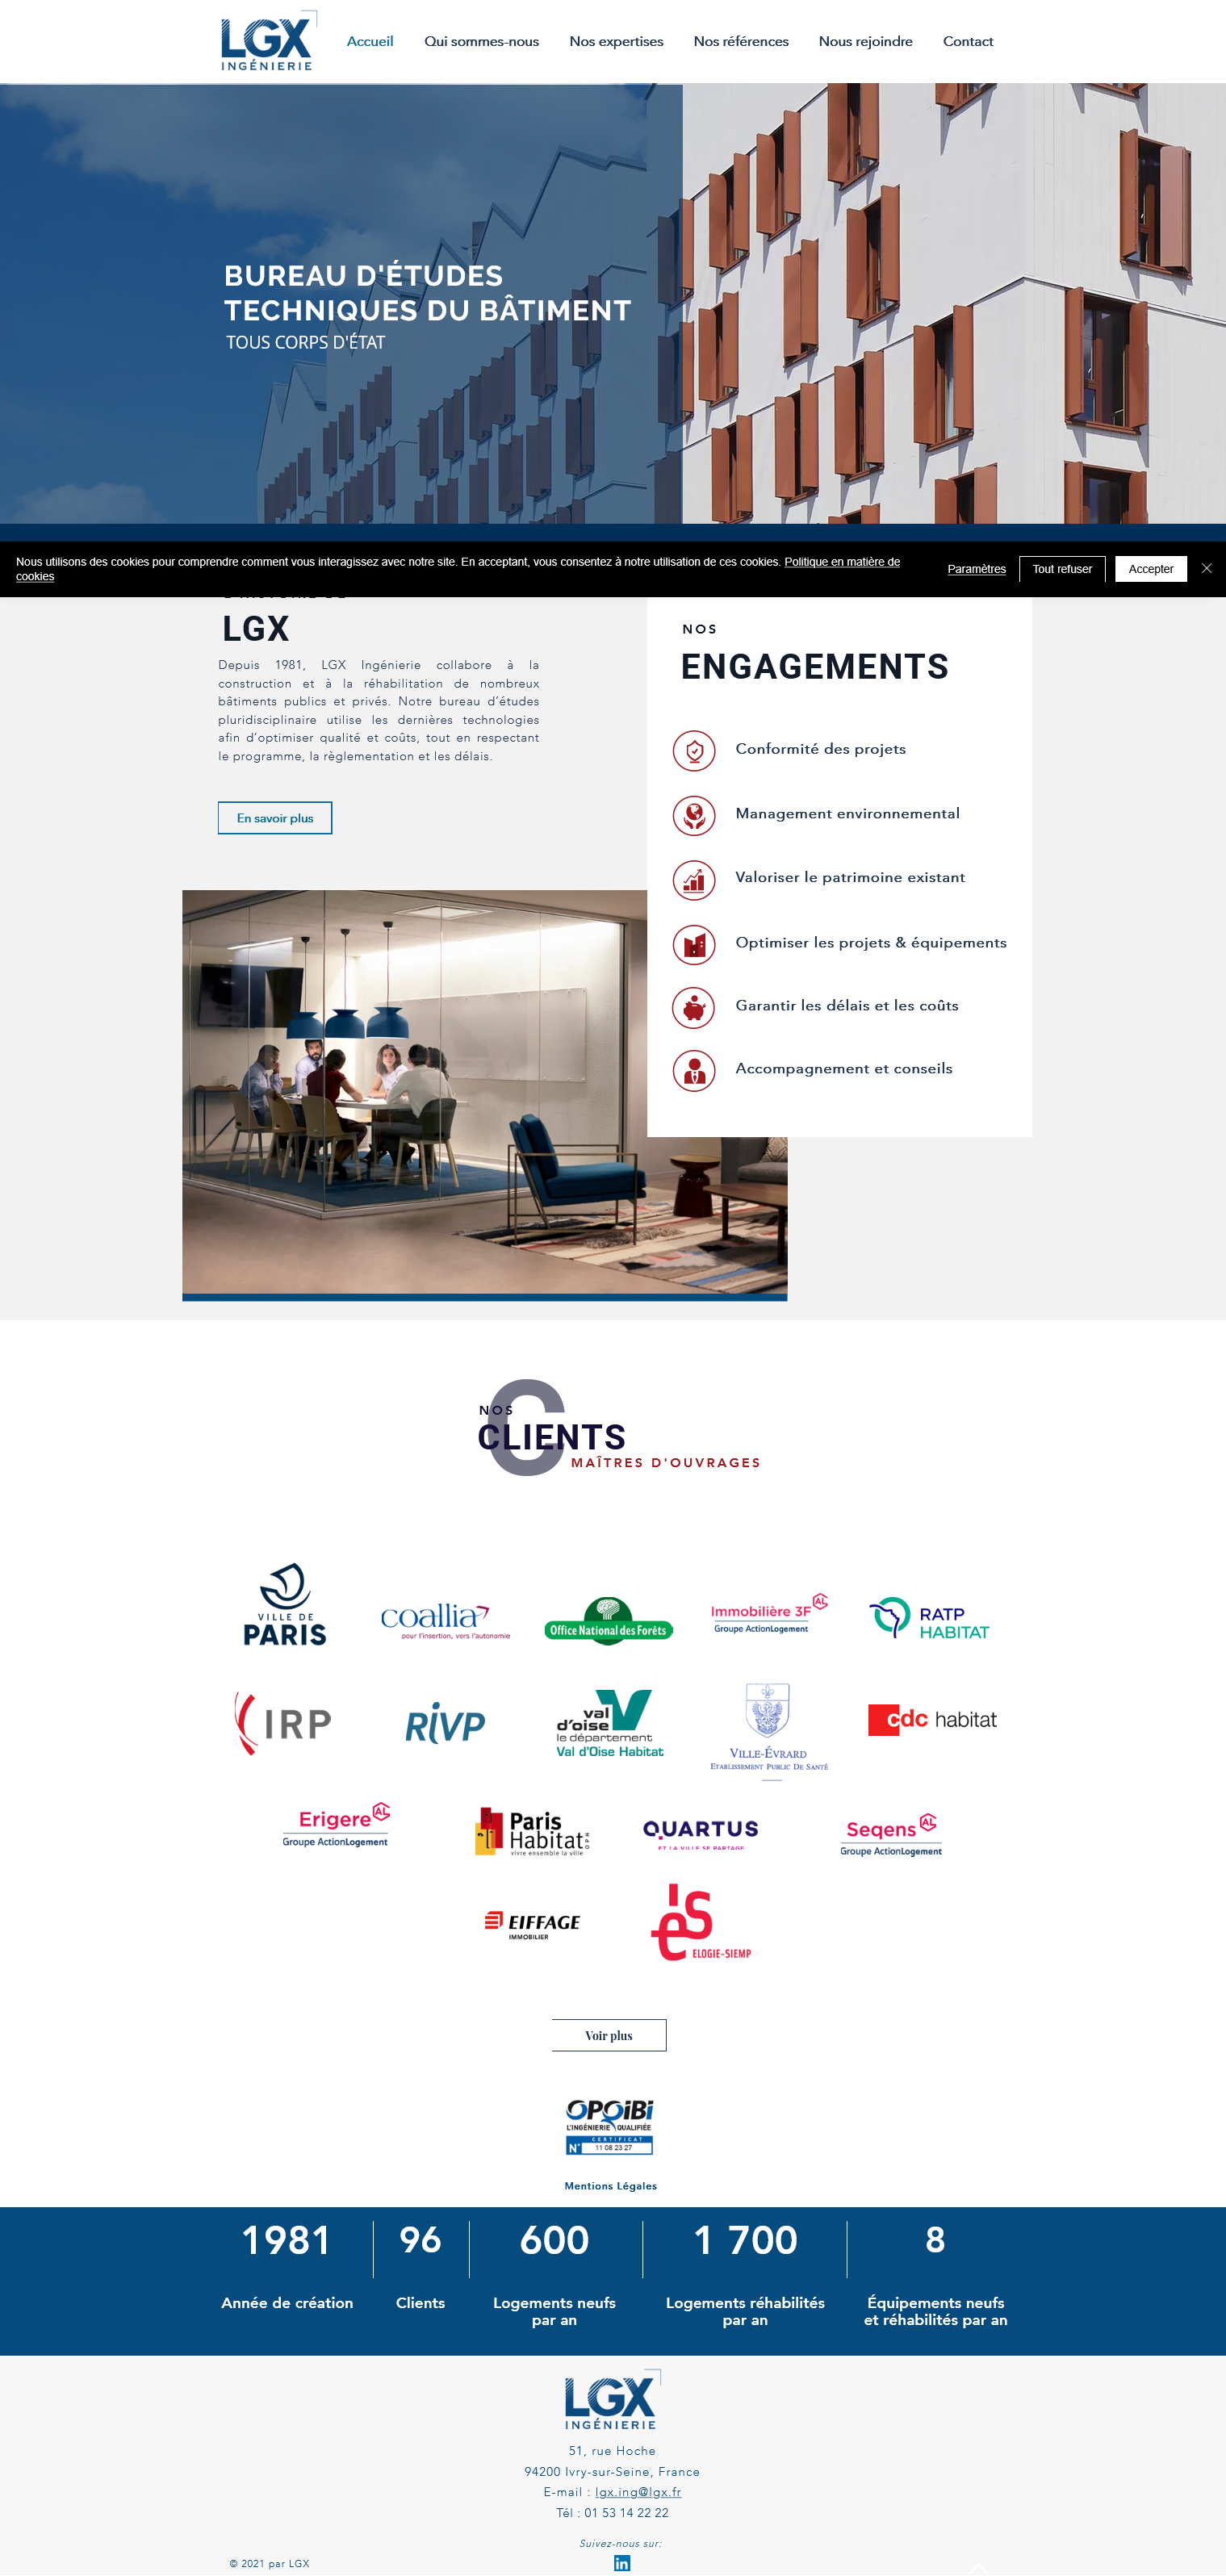 LGX
INGÉNIERIE
Accueil
Qui sommes-nous
Nos expertises
Nos références
Nous rejoindre
Contact
BUREAU D'ÉTUDES
TECHNIQUES DU BÂTIMENT
TOUS CORPS D'ÉTAT
Nous utilisons des cookies pour comprendre comment vous interagissez avec notre site. En acceptant, vous consentez à notre utilisation de ces cookies. Politique en matière de
cookies
Paramètres
Tout refuser
Accepter
LGX
Depuis 1981, LGX Ingénierie collabore à la
construction et à la réhabilitation de nombreux
bâtiments publics et privés. Notre bureau d’études
pluridisciplinaire utilise les dernières technologies
afin d’optimiser qualité et coûts, tout en respectant
le programme, la règlementation et les délais.
En savoir plus
NOS
ENGAGEMENTS
Conformité des projets
Management environnemental
Valoriser le patrimoine existant
Optimiser les projets & équipements
Garantir les délais et les coûts
Accompagnement et conseils
C
NOS
CLIENTS
MAÎTRES D'OUVRAGES
VILLE DE
PARIS
coallia
pour l'insertion, vers l'autonomie
Office National des Forêts
Immobilière 3F
AL
Groupe ActionLogement
RATP
HABITAT
IRP
RIVP
val
d'oise
le département
Val d'Oise Habitat
VILLE-ÉVRARD
ETABLISSEMENT PUBLIC DE SANTÉ
cdc habitat
Erigere
AL
Groupe ActionLogement
Paris
Habitat
vivre ensemble la ville
QUARTUS
ET LA VILLE SE PARTAGE
Seqens
AL
Groupe ActionLogement
EIFFAGE
IMMOBILIER
ELOGIE-SIEMP
Voir plus
OPQIBI
L'INGÉNIERIE QUALIFIÉE
CERTIFICAT
N° 11 08 23 27
Mentions Légales
1981
Année de création
96
Clients
600
Logements neufs
par an
1 700
Logements réhabilités
par an
8
Équipements neufs
et réhabilités par an
LGX
INGÉNIERIE
51, rue Hoche
94200 Ivry-sur-Seine, France
E-mail : lgx.ing@lgx.fr
Tél : 01 53 14 22 22
Suivez-nous sur:
in
© 2021 par LGX